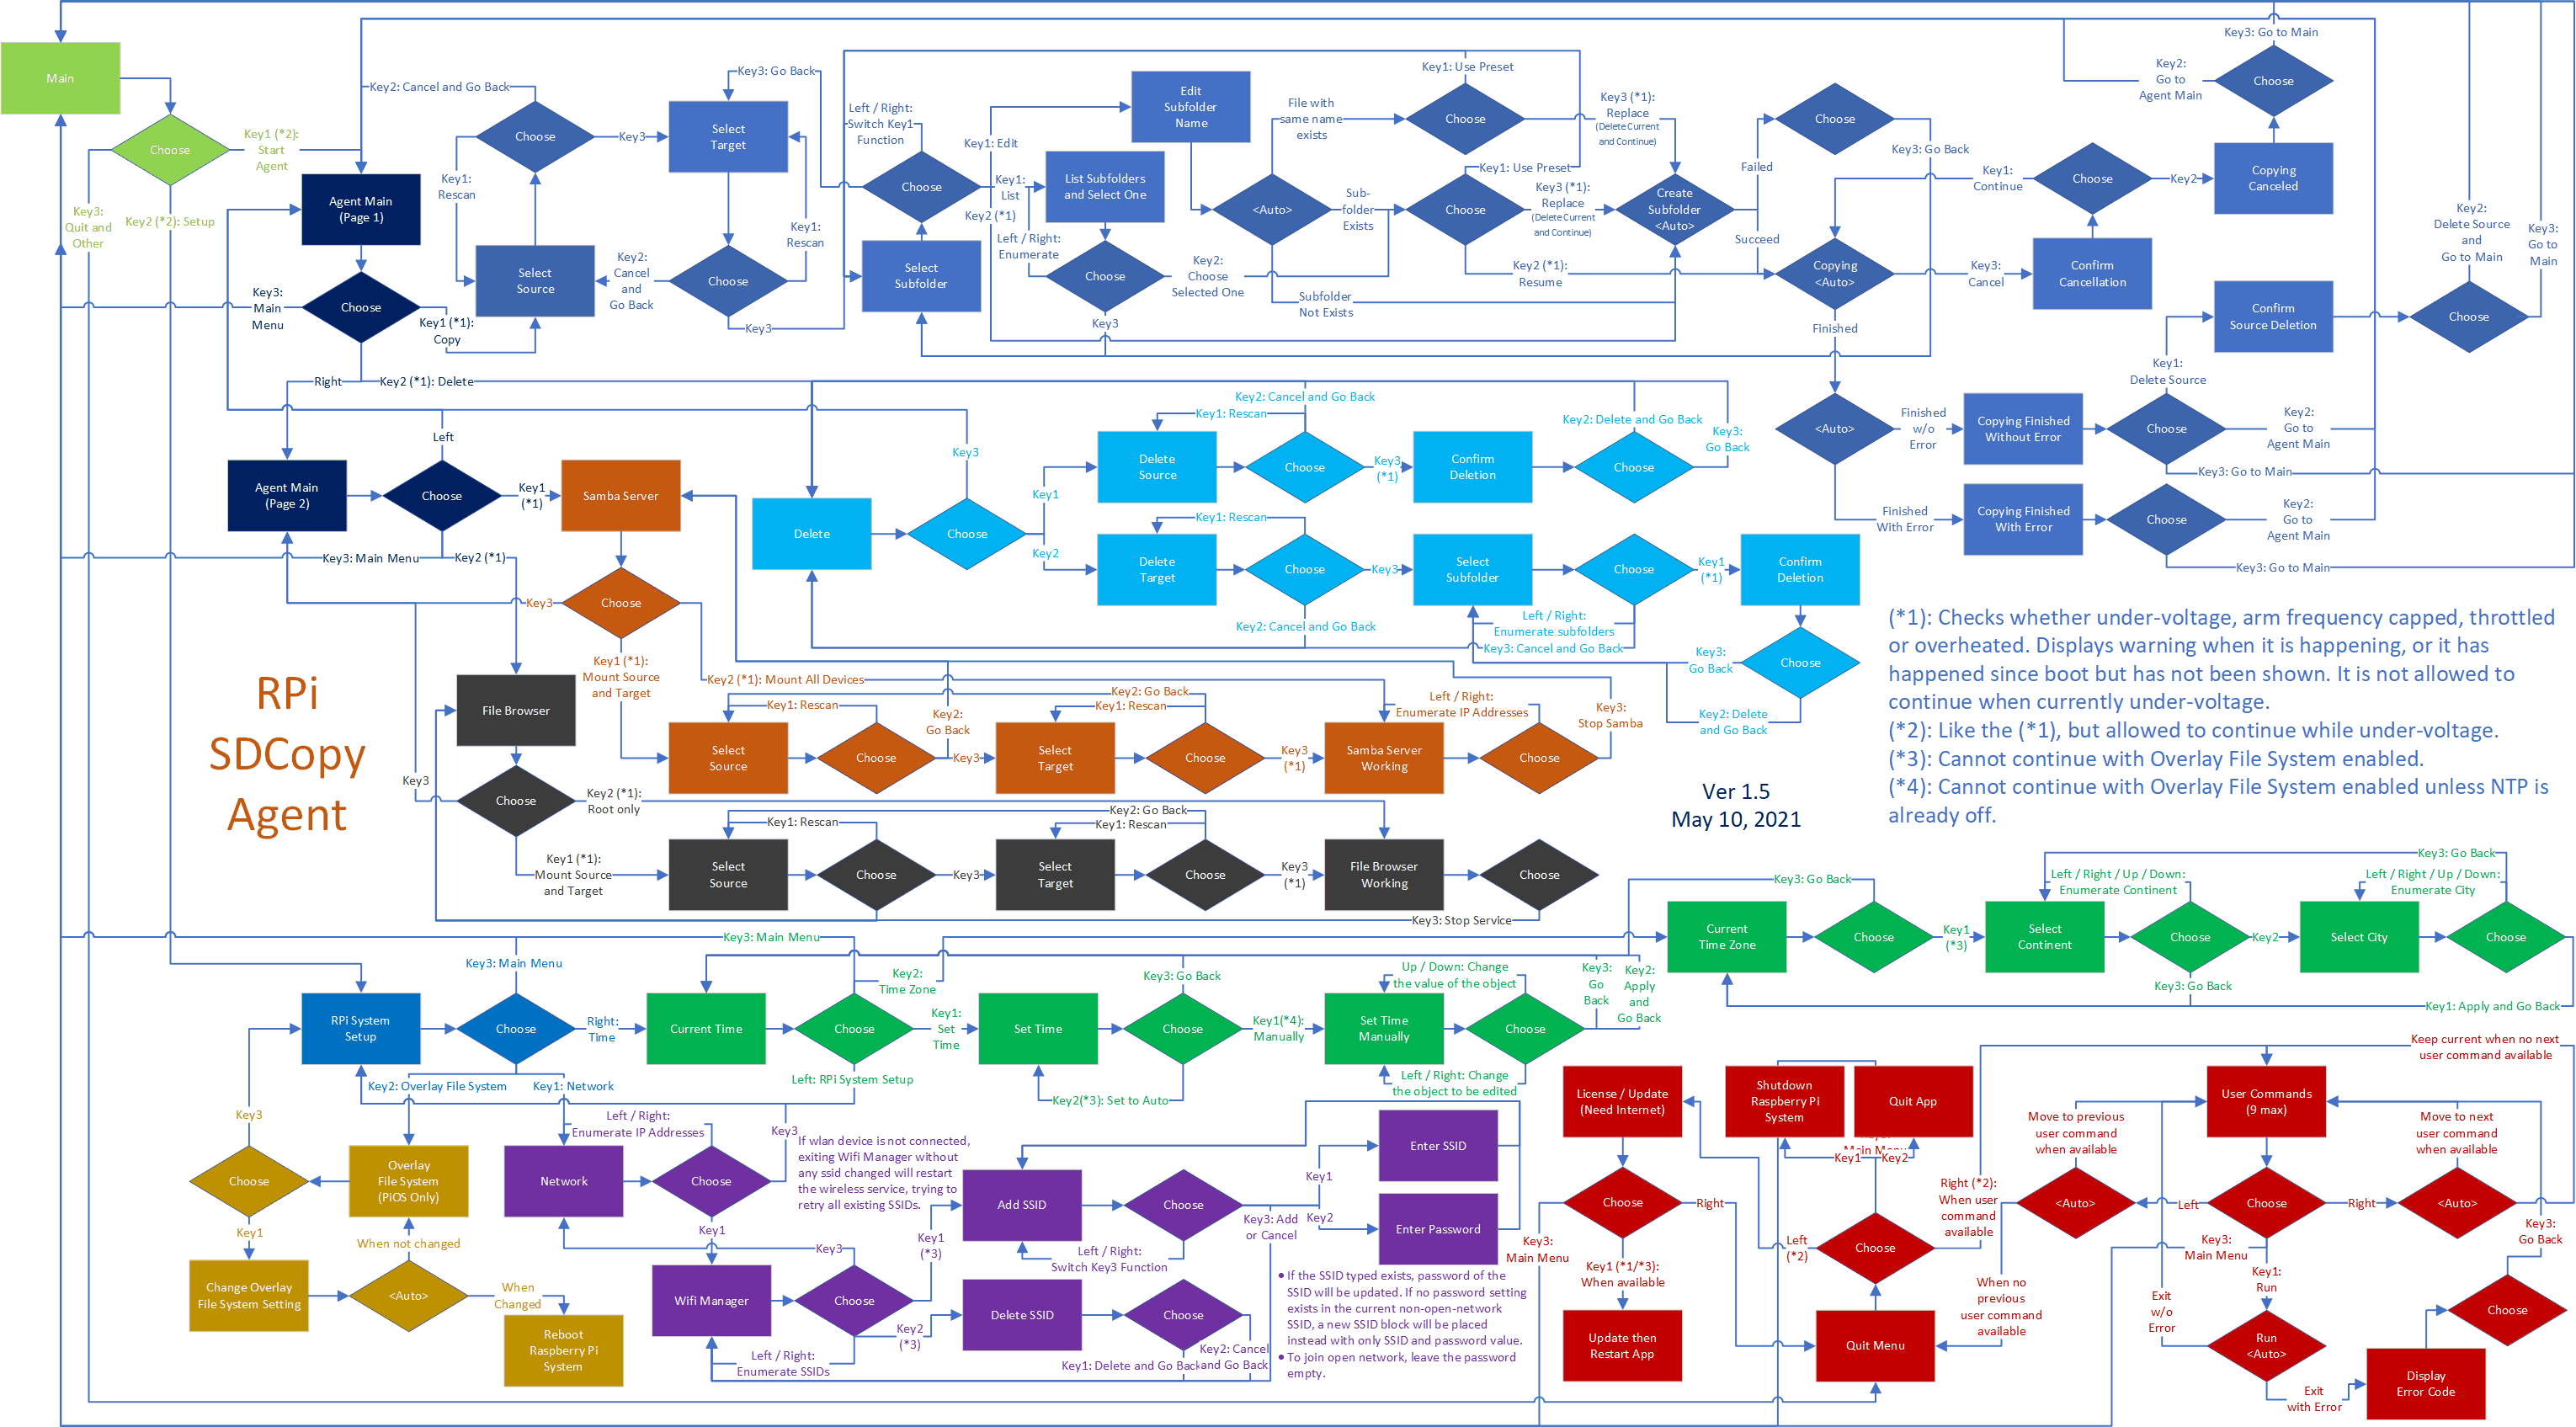 Main
Choose
Key1 (*2):
Start
Agent
Key3:
Quit and
Other
Key2 (*2): Setup
Agent Main
(Page 1)
Choose
Key3:
Main
Menu
Key1 (*1):
Copy
Right
Key2 (*1): Delete
Key2: Cancel and Go Back
Choose
Key1:
Rescan
Key3
Select
Source
Key3: Go Back
Select
Target
Key1:
Rescan
Key2:
Cancel
and
Go Back
Choose
Key3
Left / Right:
Switch Key1
Function
Choose
Select
Subfolder
Key1: Edit
Key1:
List
Key2 (*1)
Left / Right:
Enumerate
Edit
Subfolder
Name
List Subfolders
and Select One
Choose
Key2:
Choose
Selected One
Key3
File with
same name
exists
<Auto>
Sub-
folder
Exists
Subfolder
Not Exists
Key1: Use Preset
Choose
Key3 (*1):
Replace
(Delete Current
and Continue)
Key1: Use Preset
Choose
Key3 (*1):
Replace
(Delete Current
and Continue)
Key2 (*1):
Resume
Create
Subfolder
<Auto>
Failed
Succeed
Choose
Key3: Go Back
Copying
<Auto>
Key3:
Cancel
Finished
Key1:
Continue
Choose
Key2
Confirm
Cancellation
Copying
Canceled
Key3: Go to Main
Choose
Key2:
Go to
Agent Main
Confirm
Source Deletion
Key2:
Delete Source
and
Go to Main
Key3:
Go to
Main
Choose
Key1:
Delete Source
<Auto>
Finished
w/o
Error
Copying Finished
Without Error
Choose
Key2:
Go to
Agent Main
Key3: Go to Main
Finished
With Error
Copying Finished
With Error
Choose
Key2:
Go to
Agent Main
Key3: Go to Main
Left
Agent Main
(Page 2)
Choose
Key1
(*1)
Key3: Main Menu
Key2 (*1)
Samba Server
Choose
Key3
Key1 (*1):
Mount Source
and Target
Key2 (*1): Mount All Devices
Delete
Choose
Key3
Key1
Key2
Delete
Source
Key1: Rescan
Key2: Cancel and Go Back
Choose
Key3
(*1)
Confirm
Deletion
Choose
Key2: Delete and Go Back
Key3:
Go Back
Delete
Target
Key1: Rescan
Choose
Key2: Cancel and Go Back
Key3
Select
Subfolder
Choose
Key1
(*1)
Left / Right:
Enumerate subfolders
Key3: Cancel and Go Back
Confirm
Deletion
Choose
Key3:
Go Back
Key2: Delete
and Go Back
(*1): Checks whether under-voltage, arm frequency capped, throttled
or overheated. Displays warning when it is happening, or it has
happened since boot but has not been shown. It is not allowed to
continue when currently under-voltage.
(*2): Like the (*1), but allowed to continue while under-voltage.
(*3): Cannot continue with Overlay File System enabled.
(*4): Cannot continue with Overlay File System enabled unless NTP is
already off.
RPi
SDCopy
Agent
Ver 1.5
May 10, 2021
Select
Source
Key1: Rescan
Choose
Key2:
Go Back
Key3
Select
Target
Key1: Rescan
Key2: Go Back
Choose
Key3
(*1)
Samba Server
Working
Left / Right:
Enumerate IP Addresses
Choose
Key3:
Stop Samba
File Browser
Choose
Key3
Key2 (*1):
Root only
Key1 (*1):
Mount Source
and Target
Select
Source
Key1: Rescan
Choose
Key3
Select
Target
Key1: Rescan
Key2: Go Back
Choose
Key3
(*1)
File Browser
Working
Choose
Key3: Stop Service
RPi System
Setup
Choose
Key3: Main Menu
Right:
Time
Key2: Overlay File System
Key1: Network
Current Time
Choose
Key3: Main Menu
Key2:
Time Zone
Key1:
Set
Time
Left: RPi System Setup
Set Time
Choose
Key3: Go Back
Key1(*4):
Manually
Key2(*3): Set to Auto
Set Time
Manually
Up / Down: Change
the value of the object
Left / Right: Change
the object to be edited
Choose
Key3:
Go
Back
Key2:
Apply
and
Go Back
Current
Time Zone
Choose
Key3: Go Back
Key1
(*3)
Select
Continent
Left / Right / Up / Down:
Enumerate Continent
Choose
Key3: Go Back
Key2
Select City
Left / Right / Up / Down:
Enumerate City
Choose
Key3: Go Back
Key1: Apply and Go Back
Key3
Choose
Key1
Overlay
File System
(PiOS Only)
When not changed
Change Overlay
File System Setting
<Auto>
When
Changed
Reboot
Raspberry Pi
System
Network
Left / Right:
Enumerate IP Addresses
Choose
Key3
Key1
If wlan device is not connected,
exiting Wifi Manager without
any ssid changed will restart
the wireless service, trying to
retry all existing SSIDs.
Wifi Manager
Choose
Key3
Key1
(*3)
Key2
(*3)
Left / Right:
Enumerate SSIDs
Add SSID
Choose
Left / Right:
Switch Key3 Function
Key3: Add
or Cancel
Key1
Key2
Enter SSID
Enter Password
Delete SSID
Choose
Key1: Delete and Go Back
Key2: Cancel
and Go Back
• If the SSID typed exists, password of the
SSID will be updated. If no password setting
exists in the current non-open-network
SSID, a new SSID block will be placed
instead with only SSID and password value.
• To join open network, leave the password
empty.
License / Update
(Need Internet)
Choose
Right
Key3:
Main Menu
Key1 (*1/*3):
When available
Update then
Restart App
Shutdown
Raspberry Pi
System
Quit App
Main Menu
Key1
Key2
Choose
Left
(*2)
Right (*2):
When user
command
available
Quit Menu
Keep current when no next
user command available
User Commands
(9 max)
Move to previous
user command
when available
Move to next
user command
when available
<Auto>
Left
Choose
Right
<Auto>
When no
previous
user command
available
Key3:
Main Menu
Key1:
Run
Exit
w/o
Error
Run
<Auto>
Exit
with Error
Display
Error Code
Choose
Key3:
Go Back